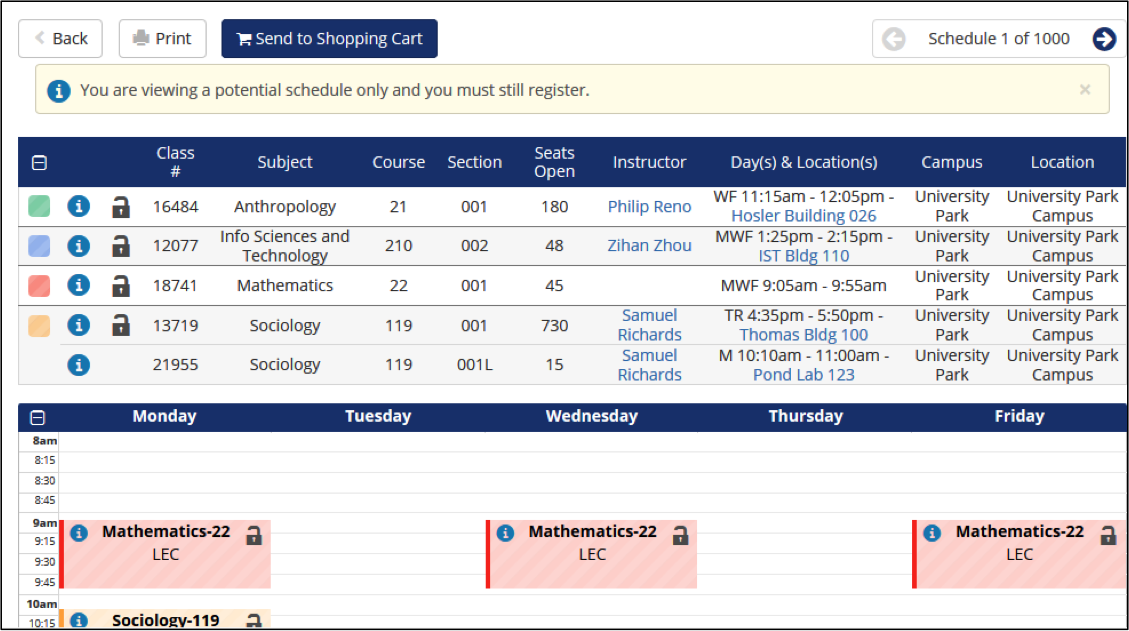 Back Print Send to Shopping Cart Schedule 1 of 1000
You are viewing a potential schedule only and you must still register. ×
Class # Subject Course Section Seats Open Instructor Day(s) & Location(s) Campus Location
16484 Anthropology 21 001 180 Philip Reno WF 11:15am - 12:05pm - Hosler Building 026 University Park University Park Campus
12077 Info Sciences and Technology 210 002 48 Zihan Zhou MWF 1:25pm - 2:15pm - IST Bldg 110 University Park University Park Campus
18741 Mathematics 22 001 45 MWF 9:05am - 9:55am University Park University Park Campus
13719 Sociology 119 001 730 Samuel Richards TR 4:35pm - 5:50pm - Thomas Bldg 100 University Park University Park Campus
21955 Sociology 119 001L 15 Samuel Richards M 10:10am - 11:00am - Pond Lab 123 University Park University Park Campus
Monday Tuesday Wednesday Thursday Friday
8am
8:15
8:30
8:45
9am
Mathematics-22 Mathematics-22 Mathematics-22
9:15
LEC LEC LEC
9:30
9:45
10am
10:15 Sociology-119